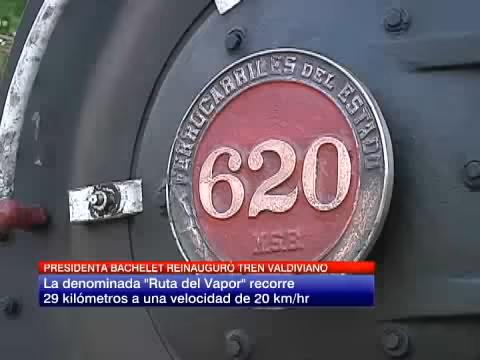 FERROCARRILES DEL ESTADO
620
N.S.B.
PRESIDENTA BACHELET REINAUGURÓ TREN VALDIVIANO
La denominada "Ruta del Vapor" recorre
29 kilómetros a una velocidad de 20 km/hr